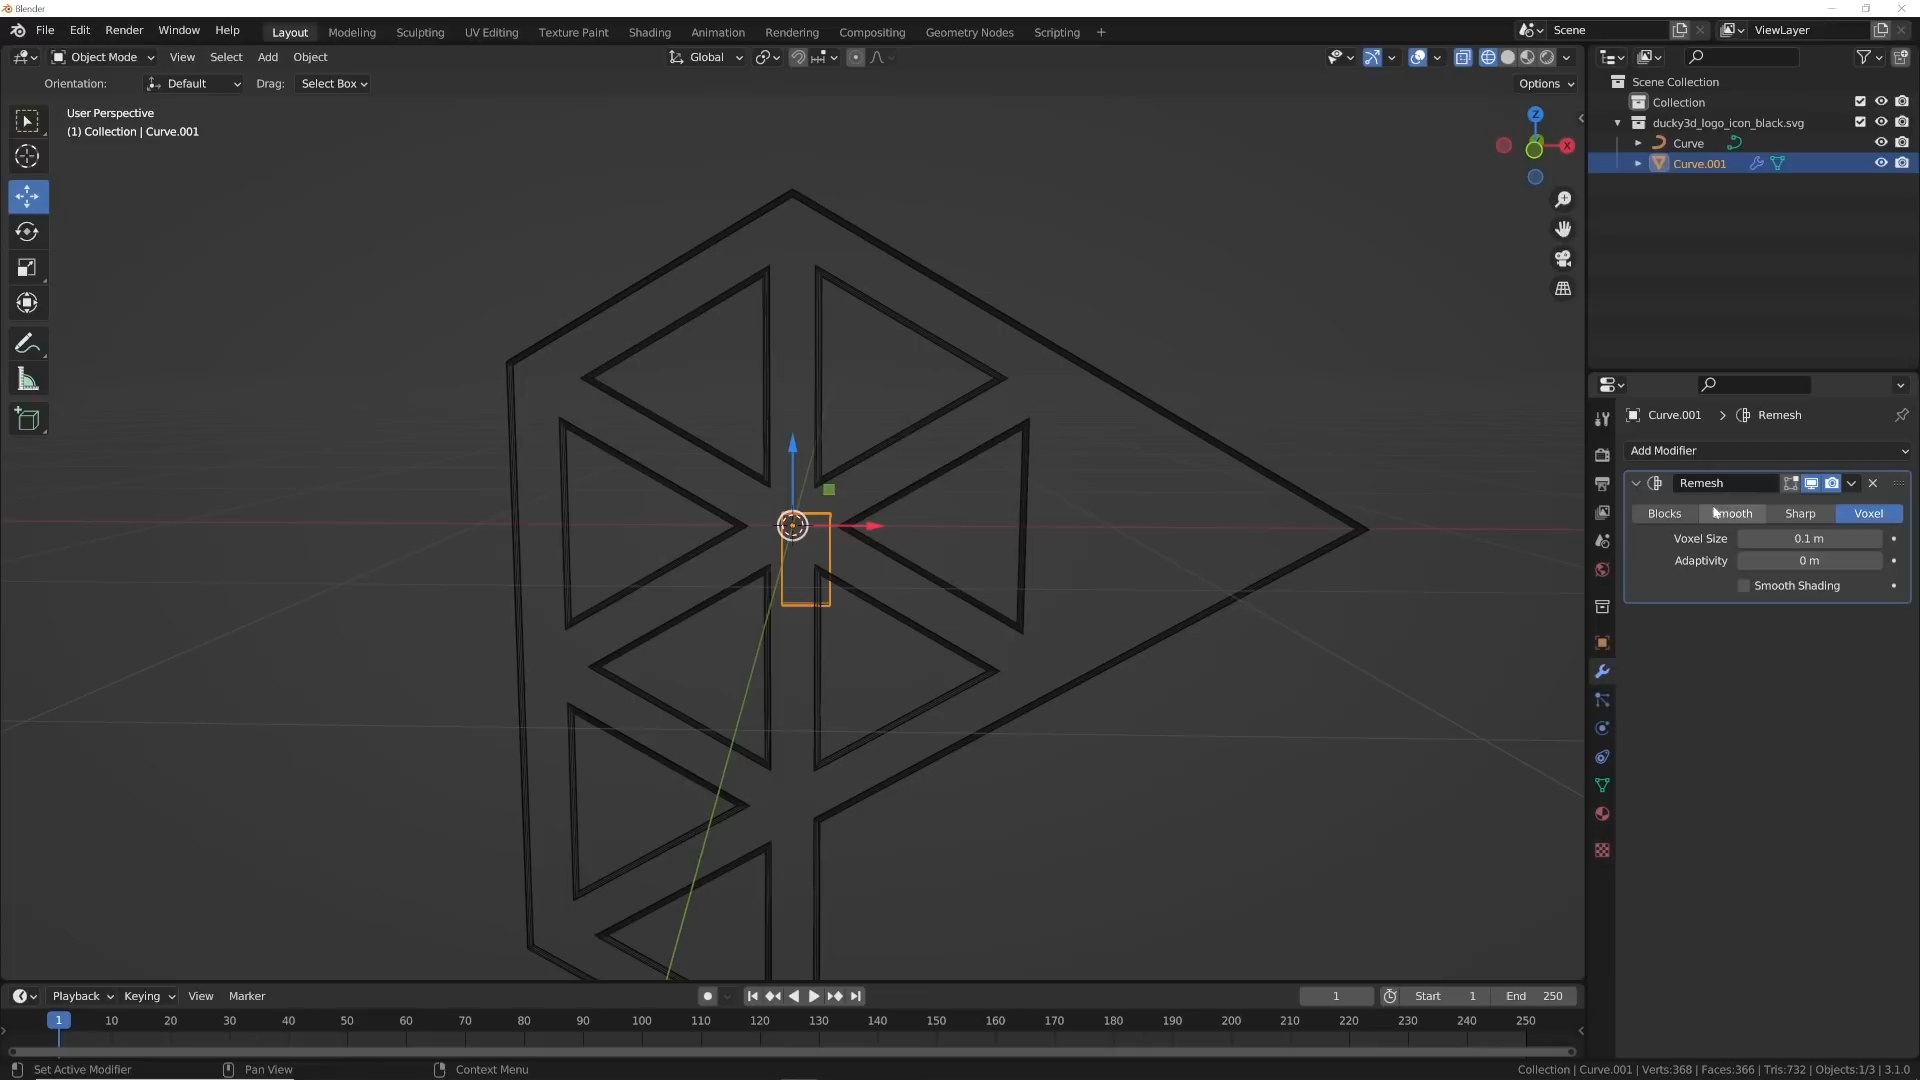 Blender
File Edit Render Window Help Layout Modeling Sculpting UV Editing Texture Paint Shading Animation Rendering Compositing Geometry Nodes Scripting + Scene ViewLayer
Object Mode View Select Add Object Global
Orientation: Default Drag: Select Box Options
User Perspective
(1) Collection | Curve.001
Z
X
Scene Collection
Collection
ducky3d_logo_icon_black.svg
Curve
Curve.001
Curve.001 > Remesh
Add Modifier
Remesh
Blocks Smooth Sharp Voxel
Voxel Size 0.1 m
Adaptivity 0 m
Smooth Shading
Playback Keying View Marker 1 Start 1 End 250
1 10 20 30 40 50 60 70 80 90 100 110 120 130 140 150 160 170 180 190 200 210 220 230 240 250
Set Active Modifier Pan View Context Menu Collection | Curve.001 | Verts:368 | Faces:366 | Tris:732 | Objects:1/3 | 3.1.0